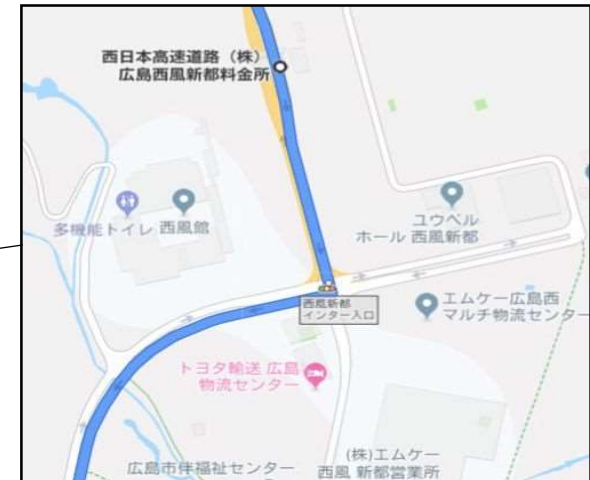 西日本高速道路（株）
広島西風新都料金所
多機能トイレ
西風館
ユウベル
ホール 西風新都
西風新都
インター入口
エムケー広島西
マルチ物流センター
トヨタ輸送 広島
物流センター
広島市伴福祉センター
(株)エムケー
西風 新都営業所